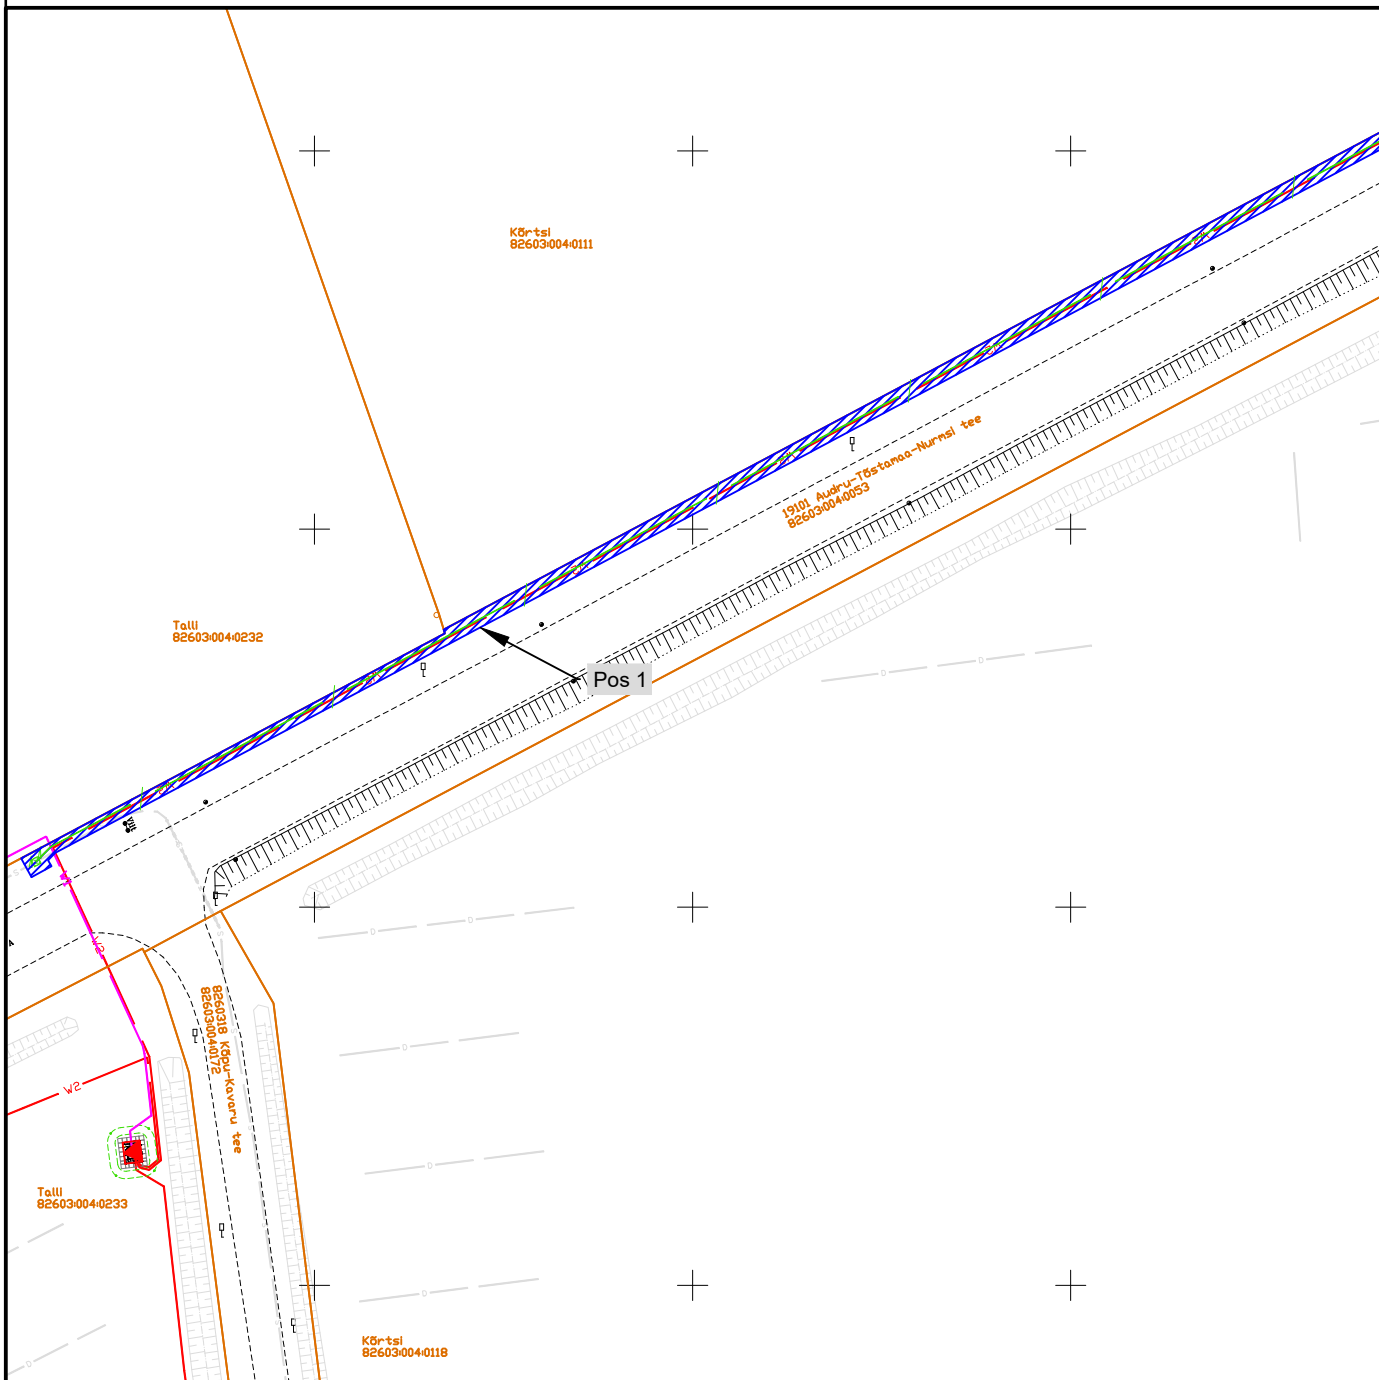 Kõrtsi
82603:004:0111
19101 Audru-Tõstamaa-Nurmsi tee
82603:004:0053
Talli
82603:004:0232
Pos 1
D
D
D
D
W2
8260318 Kõpu-Kavaru tee
82603:004:0172
D
W2
D
Talli
82603:004:0233
D
Kõrtsi
82603:004:0118
D